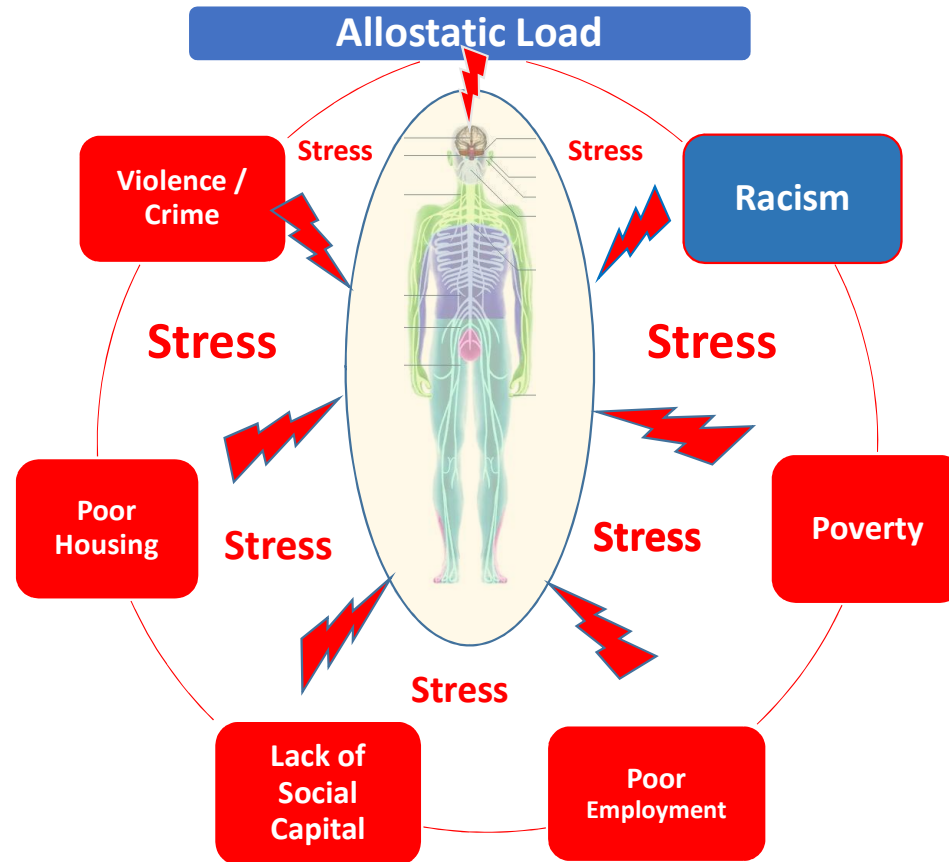 Allostatic Load
Stress
Stress
Violence /
Crime
Racism
Stress
Stress
Poor
Housing
Poverty
Stress
Stress
Stress
Lack of
Social
Capital
Poor
Employment